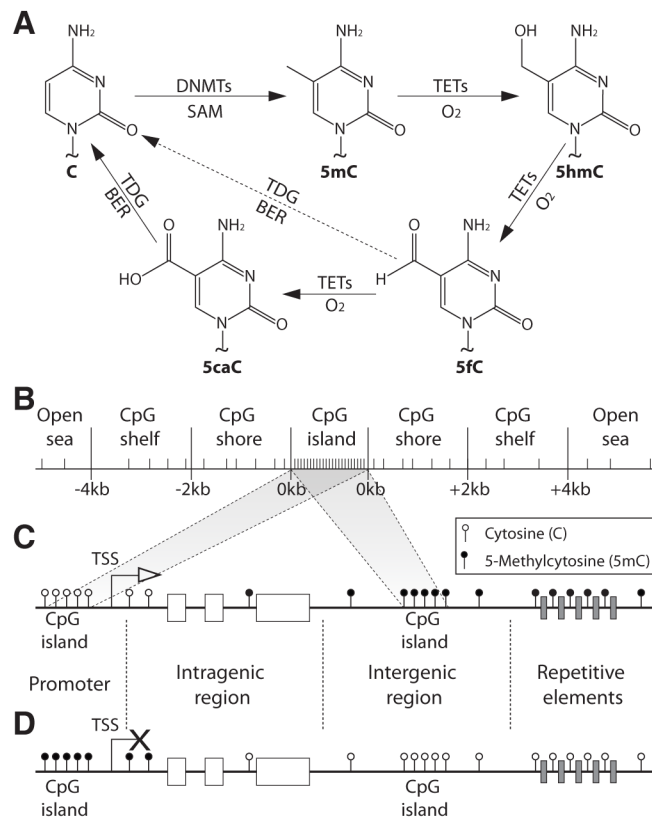 A
NH2
N
N
O
~
C
DNMTs
SAM
NH2
N
N
O
~
5mC
TETs
O2
OH
NH2
N
N
O
~
5hmC
TETs
O2
TDG
BER
TDG
BER
O
NH2
HO
N
N
O
~
5caC
TETs
O2
O
NH2
H
N
N
O
~
5fC
B
Open sea
CpG shelf
CpG shore
CpG island
CpG shore
CpG shelf
Open sea
-4kb
-2kb
0kb
0kb
+2kb
+4kb
C
TSS
Cytosine (C)
5-Methylcytosine (5mC)
CpG island
CpG island
Promoter
Intragenic region
Intergenic region
Repetitive elements
D
TSS
X
CpG island
CpG island